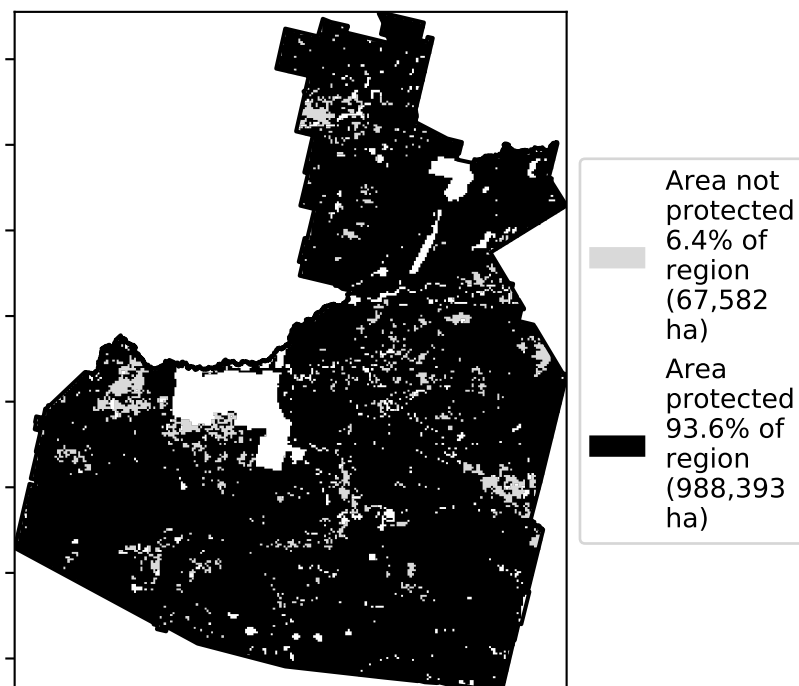 Area not
protected
6.4% of
region
(67,582
ha)
Area
protected
93.6% of
region
(988,393
ha)